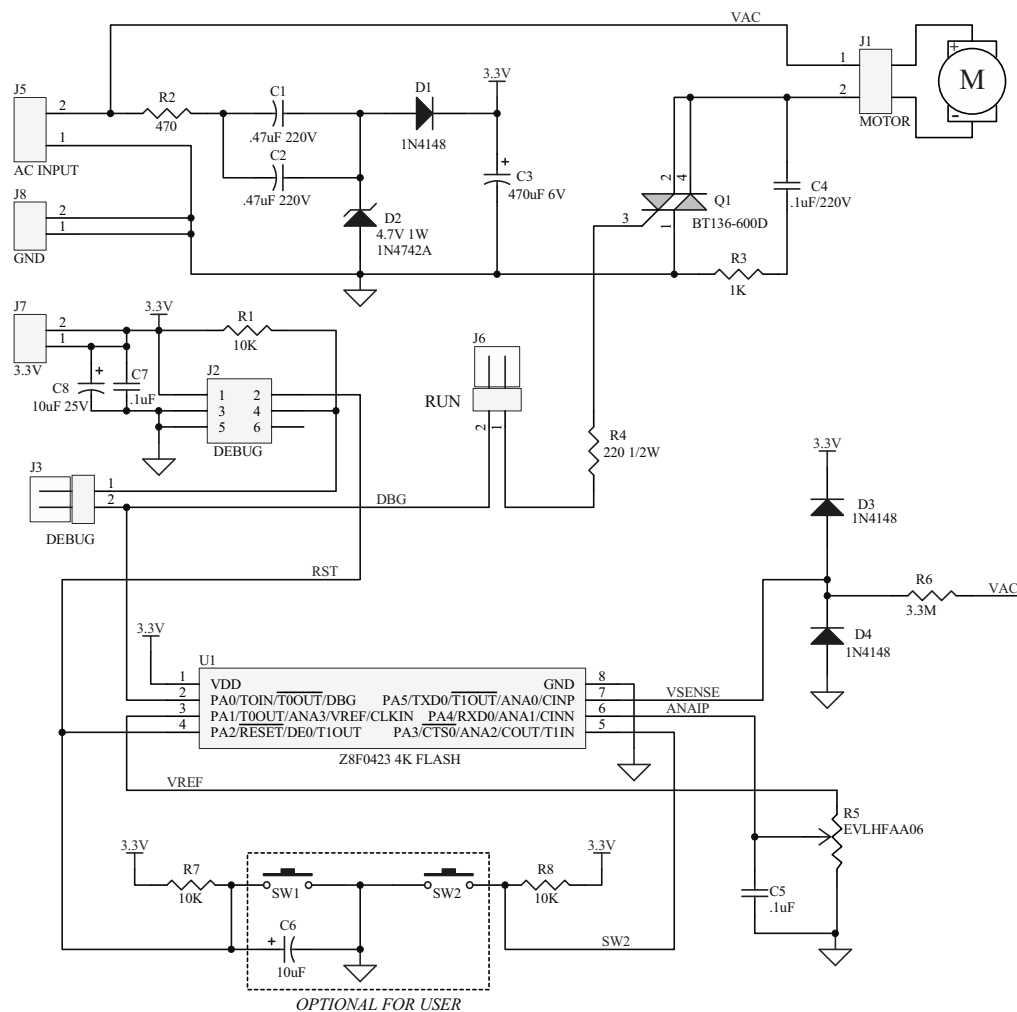 VAC
J1
1
2
MOTOR
+
M
-
J5
2
1
AC INPUT
R2
470
C1
.47uF 220V
C2
.47uF 220V
D1
1N4148
3.3V
+
C3
470uF 6V
D2
4.7V 1W
1N4742A
2
4
3
1
Q1
BT136-600D
C4
.1uF/220V
R3
1K
J8
2
1
GND
J7
2
1
3.3V
3.3V
R1
10K
+
C8
10uF 25V
C7
.1uF
J2
1 2
3 4
5 6
DEBUG
J6
RUN
2
1
R4
220 1/2W
J3
1
2
DEBUG
DBG
RST
3.3V
D3
1N4148
R6
3.3M
VAC
D4
1N4148
3.3V
U1
1 VDD GND 8
2 PA0/TOIN/T0OUT/DBG PA5/TXD0/T1OUT/ANA0/CINP 7
3 PA1/T0OUT/ANA3/VREF/CLKIN PA4/RXD0/ANA1/CINN 6
4 PA2/RESET/DE0/T1OUT PA3/CTS0/ANA2/COUT/T1IN 5
Z8F0423 4K FLASH
VSENSE
ANAIP
VREF
R5
EVLHFAA06
C5
.1uF
3.3V
R7
10K
SW1
SW2
R8
10K
3.3V
+
C6
10uF
SW2
OPTIONAL FOR USER